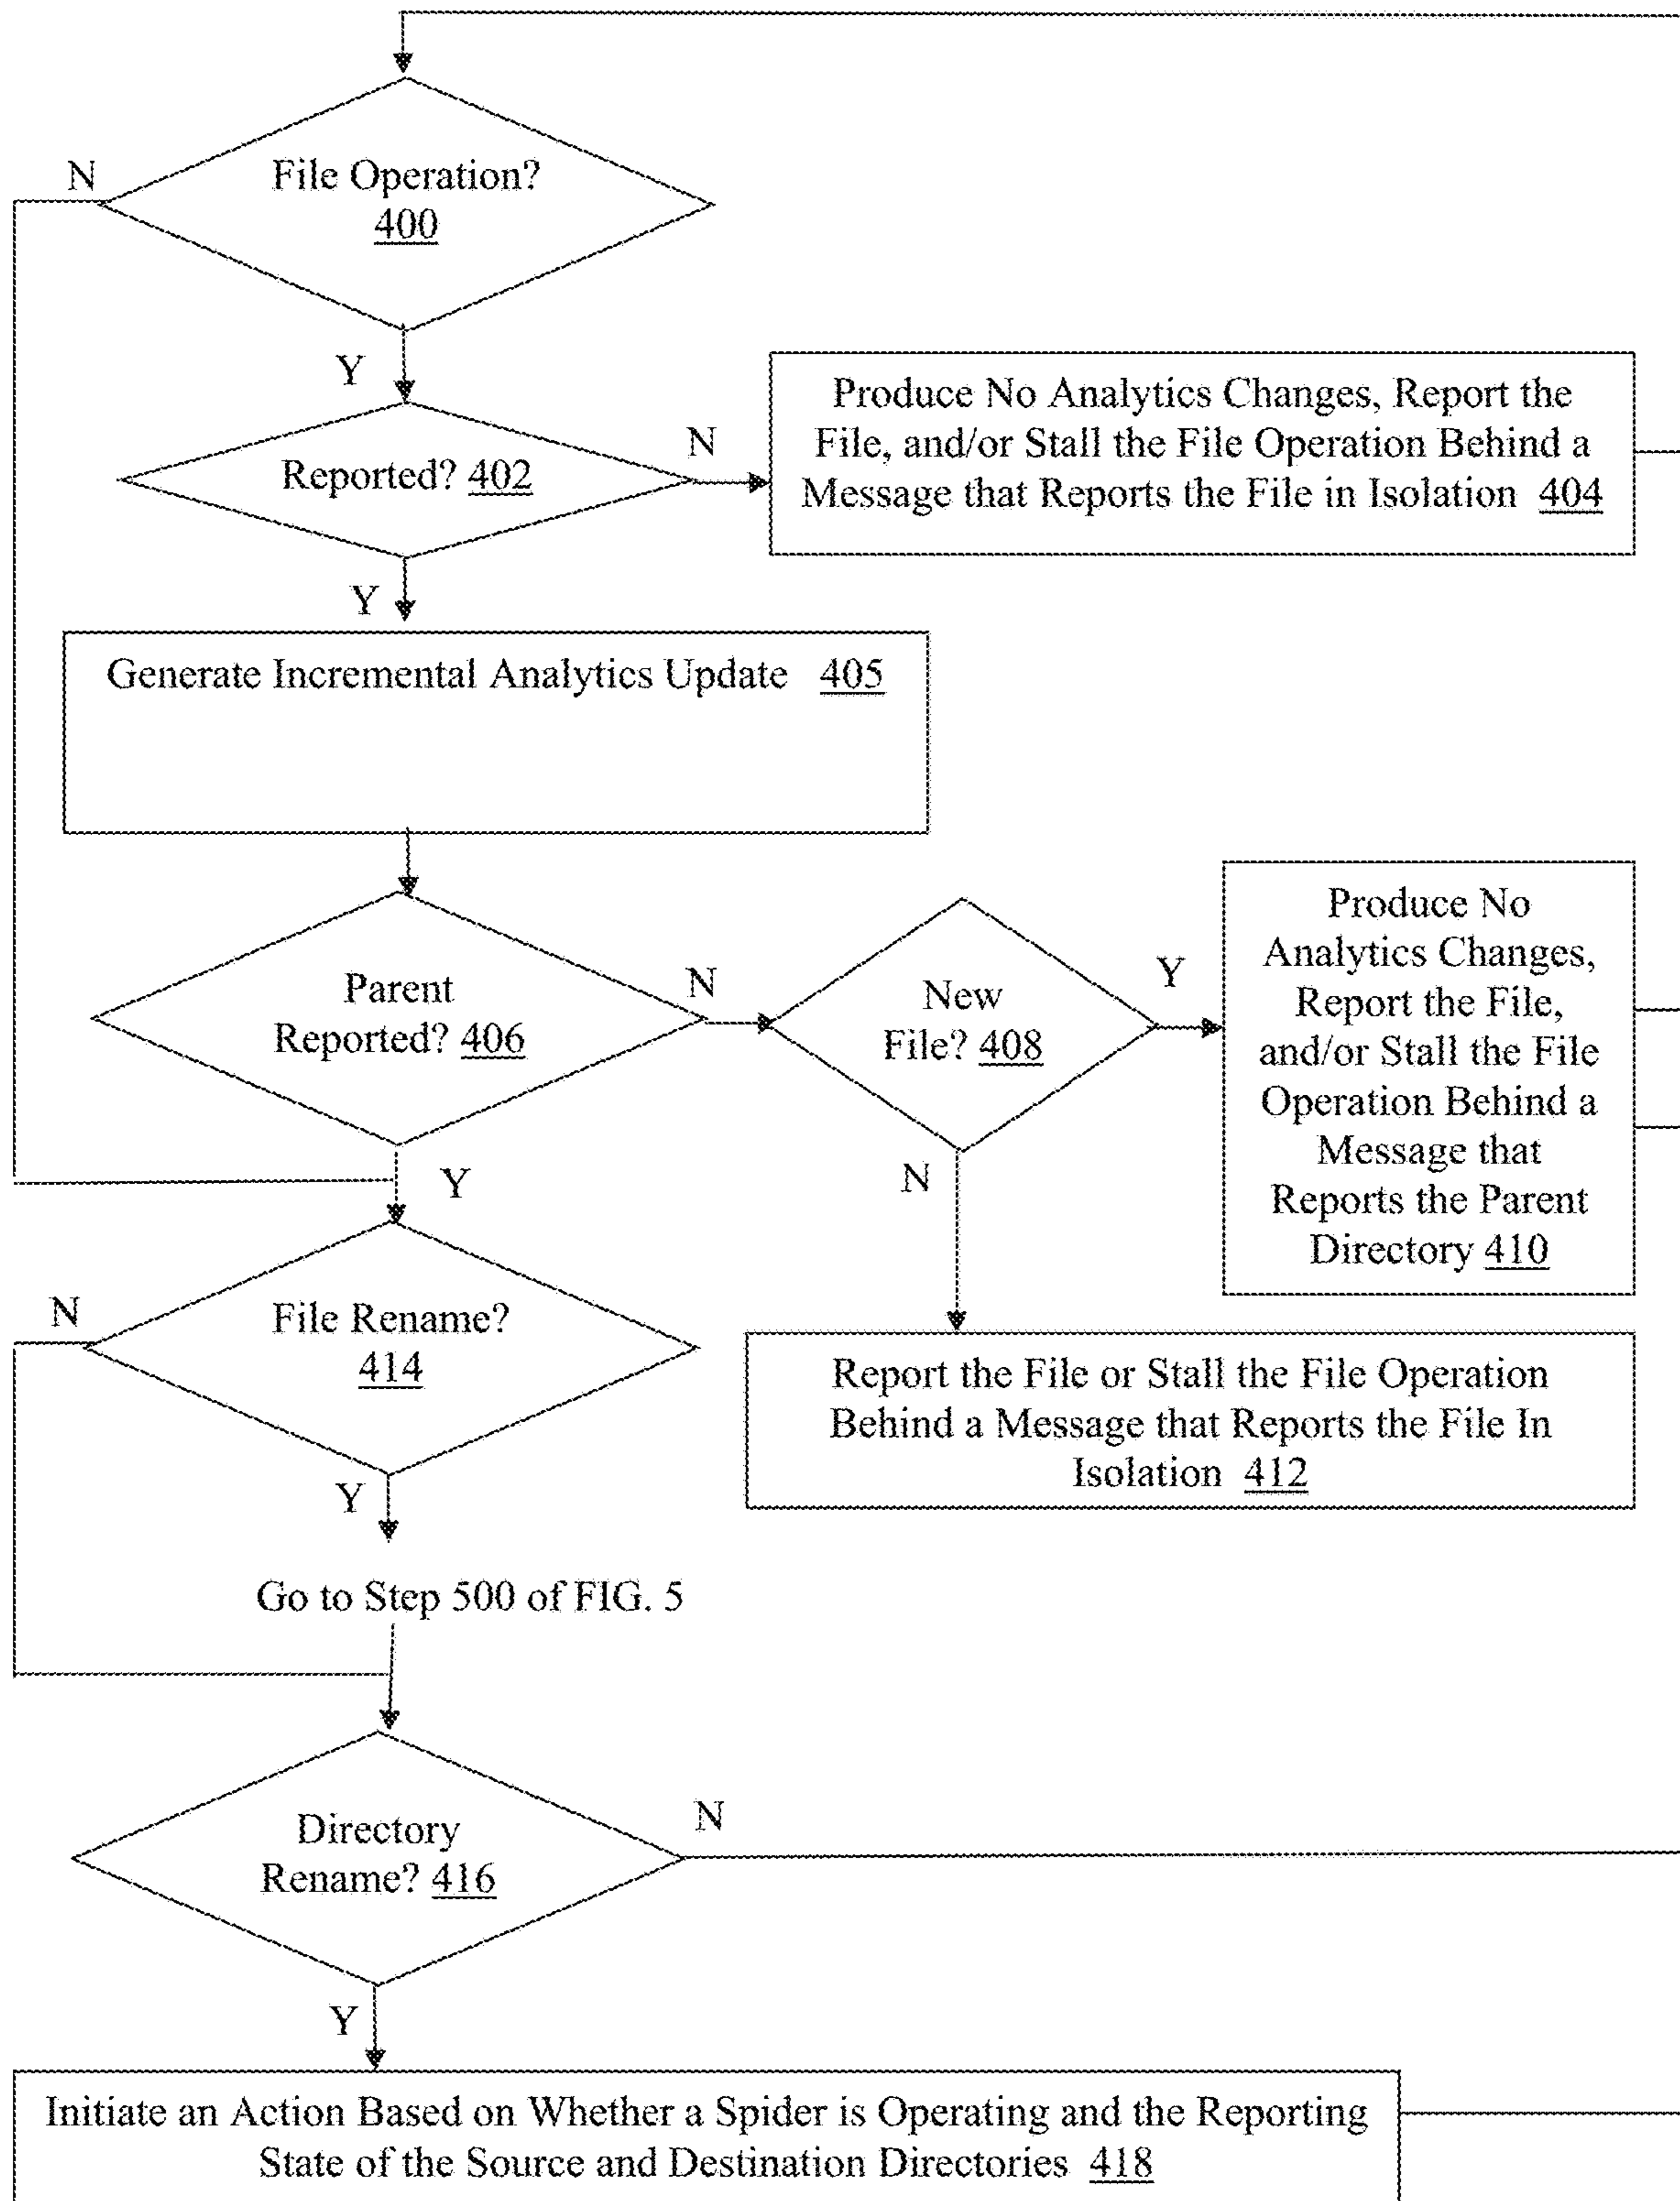 N
File Operation?
400
Y
Reported? 402
N
Produce No Analytics Changes, Report the
File, and/or Stall the File Operation Behind a
Message that Reports the File in Isolation 404
Y
Generate Incremental Analytics Update 405
Parent
Reported? 406
N
New
File? 408
Y
Produce No
Analytics Changes,
Report the File,
and/or Stall the File
Operation Behind a
Message that
Reports the Parent
Directory 410
Y
N
N
File Rename?
414
Report the File or Stall the File Operation
Behind a Message that Reports the File In
Isolation 412
Y
Go to Step 500 of FIG. 5
Directory
Rename? 416
N
Y
Initiate an Action Based on Whether a Spider is Operating and the Reporting
State of the Source and Destination Directories 418